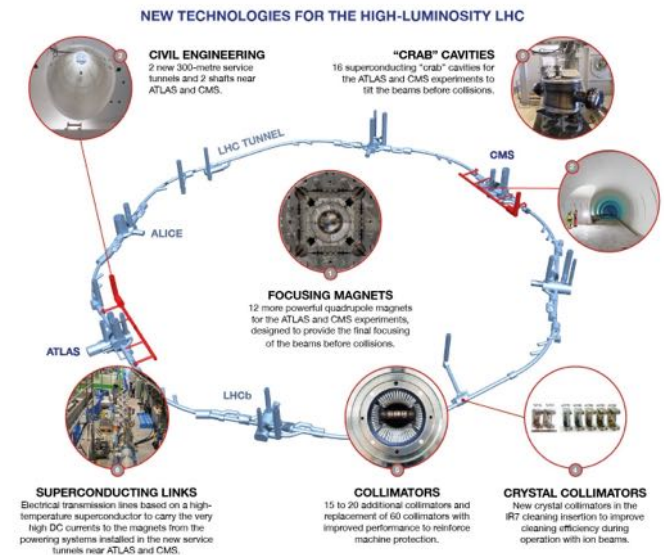 NEW TECHNOLOGIES FOR THE HIGH-LUMINOSITY LHC
CIVIL ENGINEERING
2 new 300-metre service
tunnels and 2 shafts near
ATLAS and CMS.
"CRAB" CAVITIES
16 superconducting "crab" cavities for
the ATLAS and CMS experiments to
tilt the beams before collisions.
LHC TUNNEL
CMS
ALICE
1
FOCUSING MAGNETS
12 more powerful quadrupole magnets
for the ATLAS and CMS experiments,
designed to provide the final focusing
of the beams before collisions.
ATLAS
LHCb
SUPERCONDUCTING LINKS
Electrical transmission lines based on a high-
temperature superconductor to carry the very
high DC currents to the magnets from the
powering systems installed in the new service
tunnels near ATLAS and CMS.
COLLIMATORS
15 to 20 additional collimators and
replacement of 60 collimators with
improved performance to reinforce
machine protection.
4
CRYSTAL COLLIMATORS
New crystal collimators in the
IR7 cleaning insertion to improve
cleaning efficiency during
operation with ion beams.